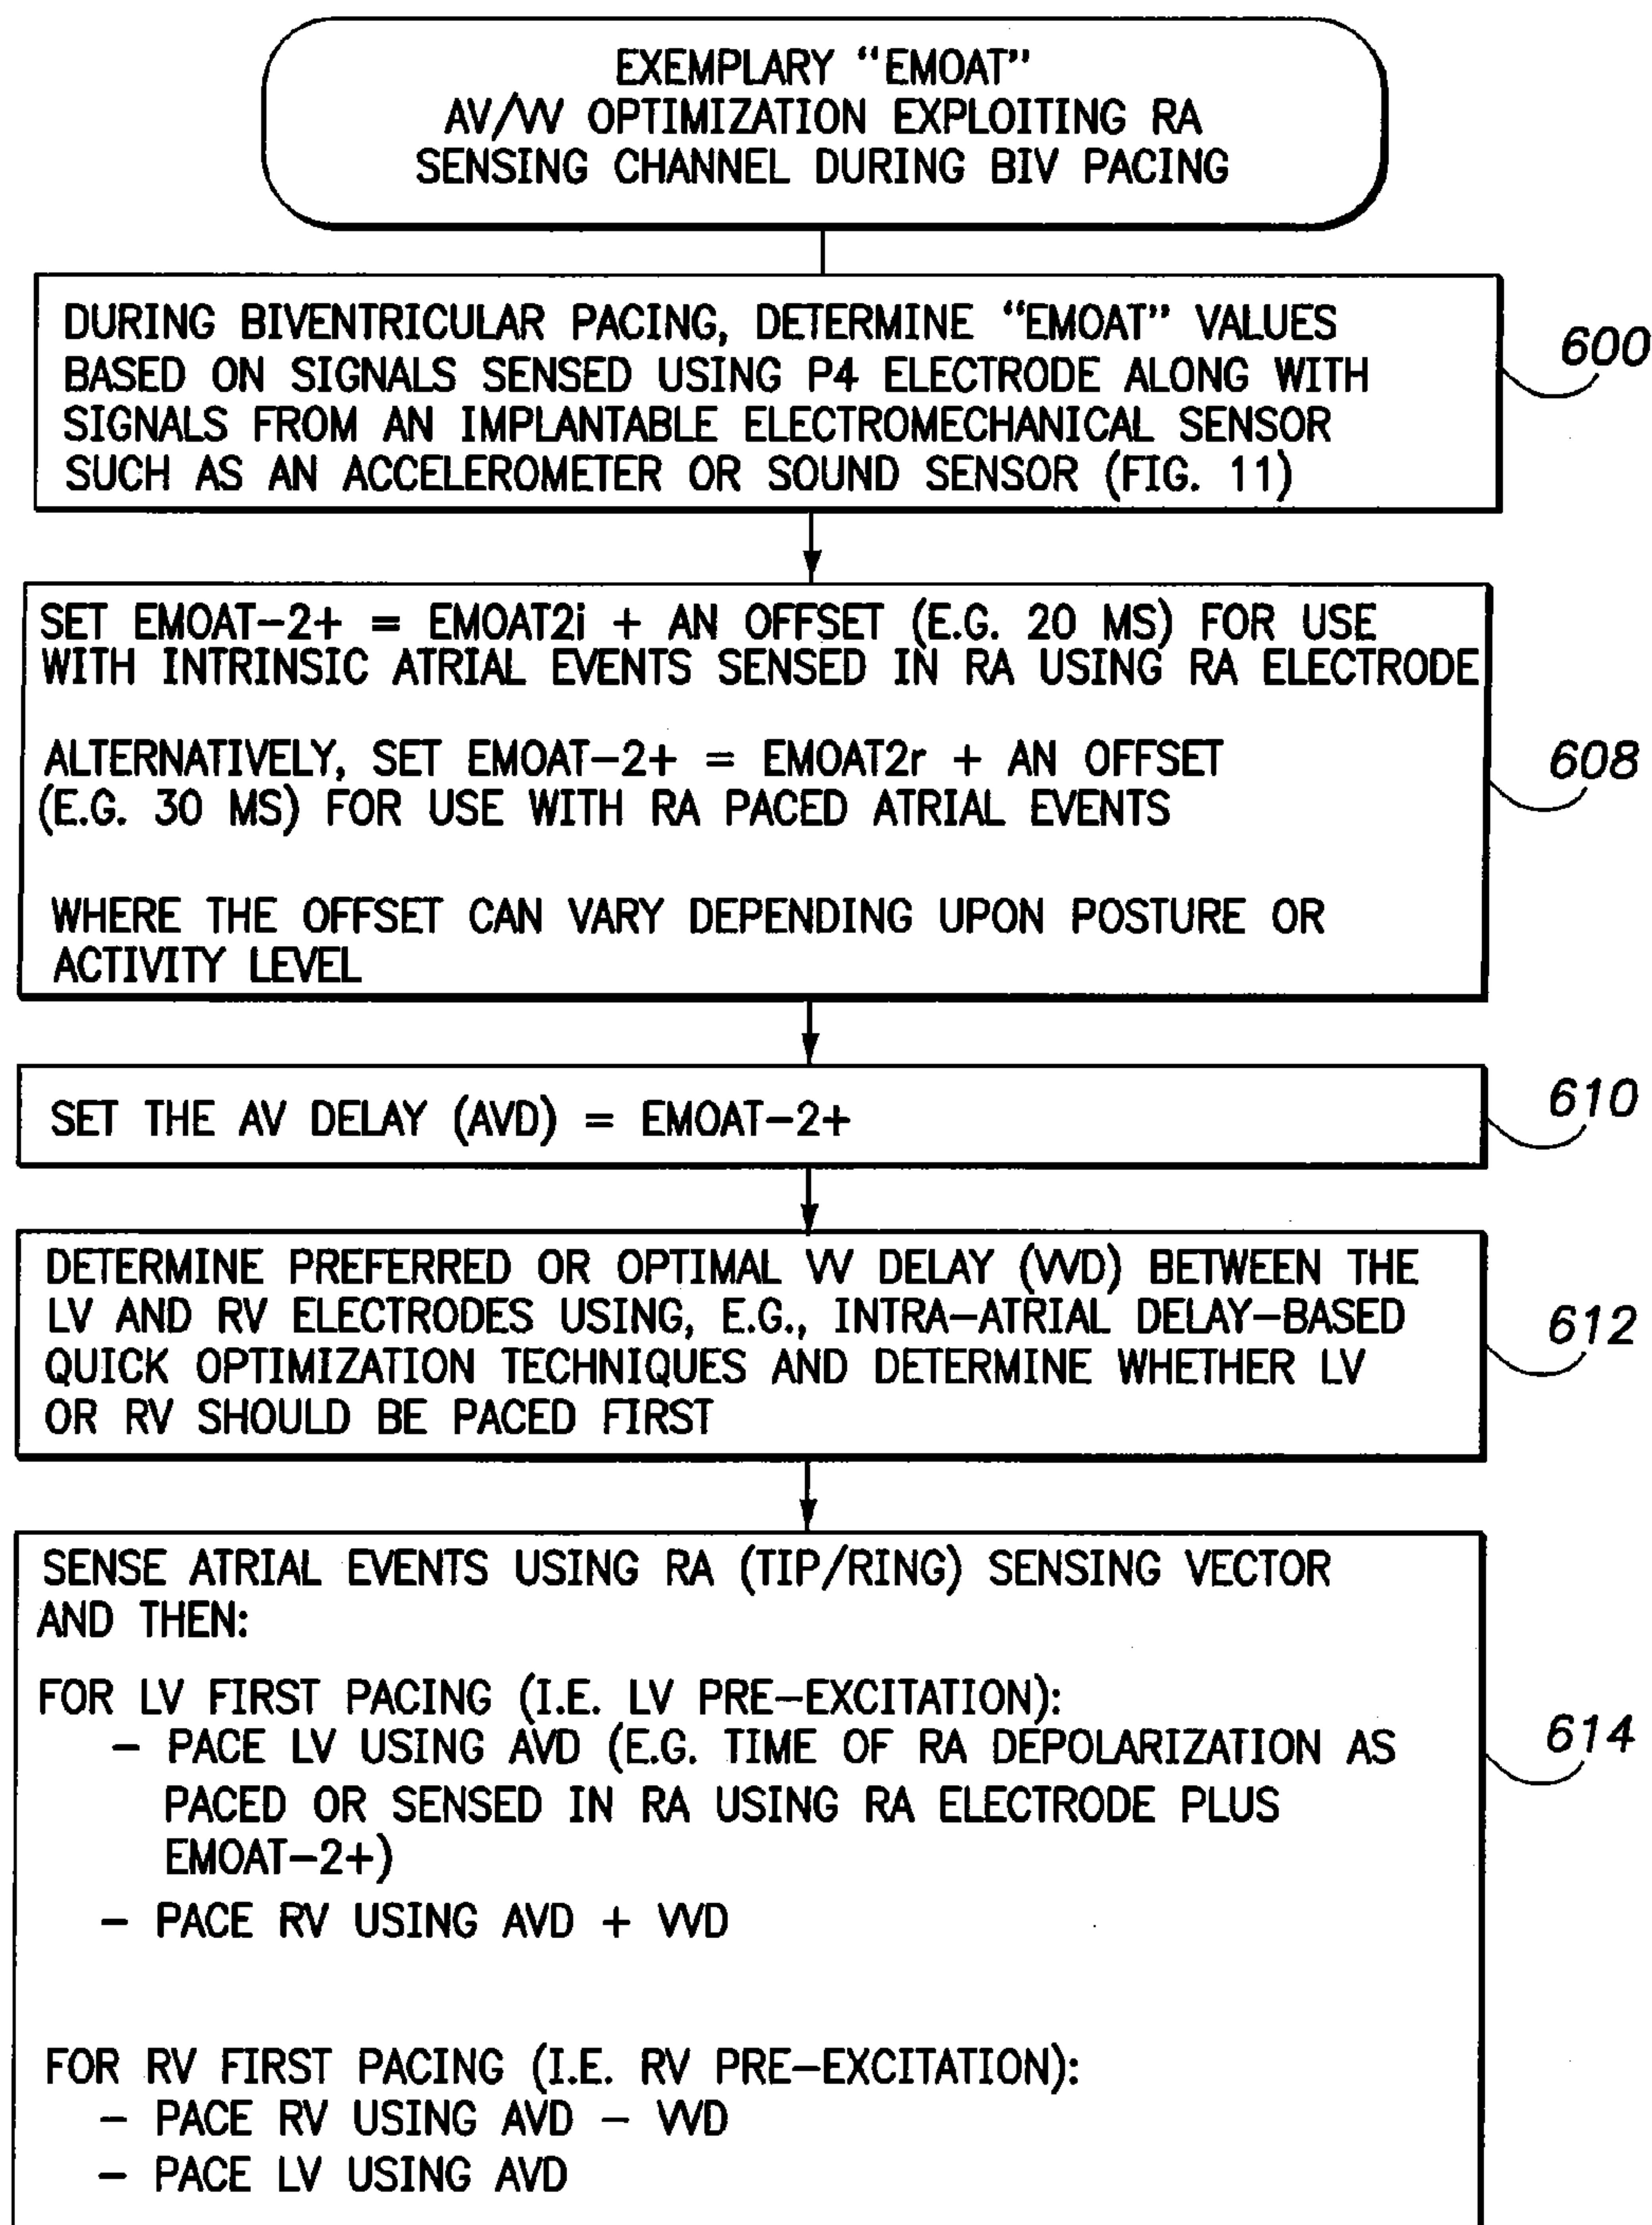 EXEMPLARY “EMOAT”
AV/VV OPTIMIZATION EXPLOITING RA
SENSING CHANNEL DURING BIV PACING
DURING BIVENTRICULAR PACING, DETERMINE “EMOAT” VALUES
BASED ON SIGNALS SENSED USING P4 ELECTRODE ALONG WITH
SIGNALS FROM AN IMPLANTABLE ELECTROMECHANICAL SENSOR
SUCH AS AN ACCELEROMETER OR SOUND SENSOR (FIG. 11)
600
SET EMOAT-2+ = EMOAT2i + AN OFFSET (E.G. 20 MS) FOR USE
WITH INTRINSIC ATRIAL EVENTS SENSED IN RA USING RA ELECTRODE
ALTERNATIVELY, SET EMOAT-2+ = EMOAT2r + AN OFFSET
(E.G. 30 MS) FOR USE WITH RA PACED ATRIAL EVENTS
WHERE THE OFFSET CAN VARY DEPENDING UPON POSTURE OR
ACTIVITY LEVEL
608
SET THE AV DELAY (AVD) = EMOAT-2+
610
DETERMINE PREFERRED OR OPTIMAL VV DELAY (VVD) BETWEEN THE
LV AND RV ELECTRODES USING, E.G., INTRA-ATRIAL DELAY-BASED
QUICK OPTIMIZATION TECHNIQUES AND DETERMINE WHETHER LV
OR RV SHOULD BE PACED FIRST
612
SENSE ATRIAL EVENTS USING RA (TIP/RING) SENSING VECTOR
AND THEN:
FOR LV FIRST PACING (I.E. LV PRE-EXCITATION):
- PACE LV USING AVD (E.G. TIME OF RA DEPOLARIZATION AS
PACED OR SENSED IN RA USING RA ELECTRODE PLUS
EMOAT-2+)
- PACE RV USING AVD + VVD
FOR RV FIRST PACING (I.E. RV PRE-EXCITATION):
- PACE RV USING AVD - VVD
- PACE LV USING AVD
614